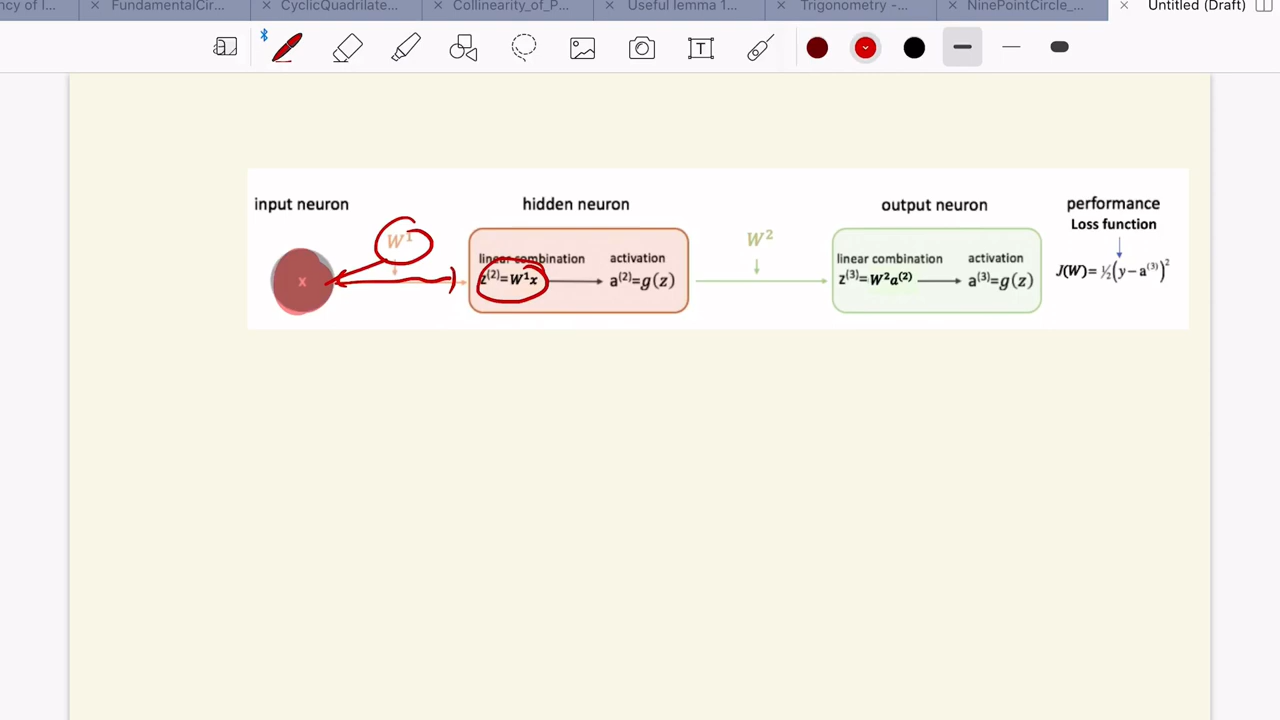 ncy of I...
FundamentalCir...
CyclicQuadrilate...
Collinearity_of_P...
Useful lemma 1...
Trigonometry -...
NinePointCircle_...
Untitled (Draft)
T
input neuron
hidden neuron
output neuron
performance
Loss function
W¹
W²
linear combination
activation
linear combination
activation
x
z⁽²⁾=W¹x
a⁽²⁾=g(z)
z⁽³⁾=W²a⁽²⁾
a⁽³⁾=g(z)
J(W)= ½(y−a⁽³⁾)²